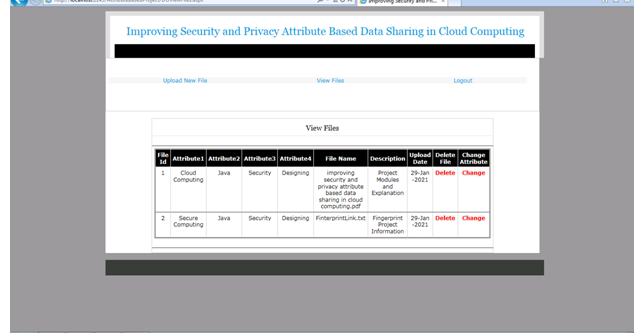 Improving Security and Privacy Attribute Based Data Sharing in Cloud Computing
Upload New File View Files Logout
View Files
File Id Attribute1 Attribute2 Attribute3 Attribute4 File Name Description Upload Date Delete File Change Attribute
1 Cloud Computing Java Security Designing improving security and privacy attribute based data sharing in cloud computing.pdf Project Modules and Explanation 29-Jan-2021 Delete Change
2 Secure Computing Java Security Designing FinterprintLink.txt Fingerprint Project Information 29-Jan-2021 Delete Change